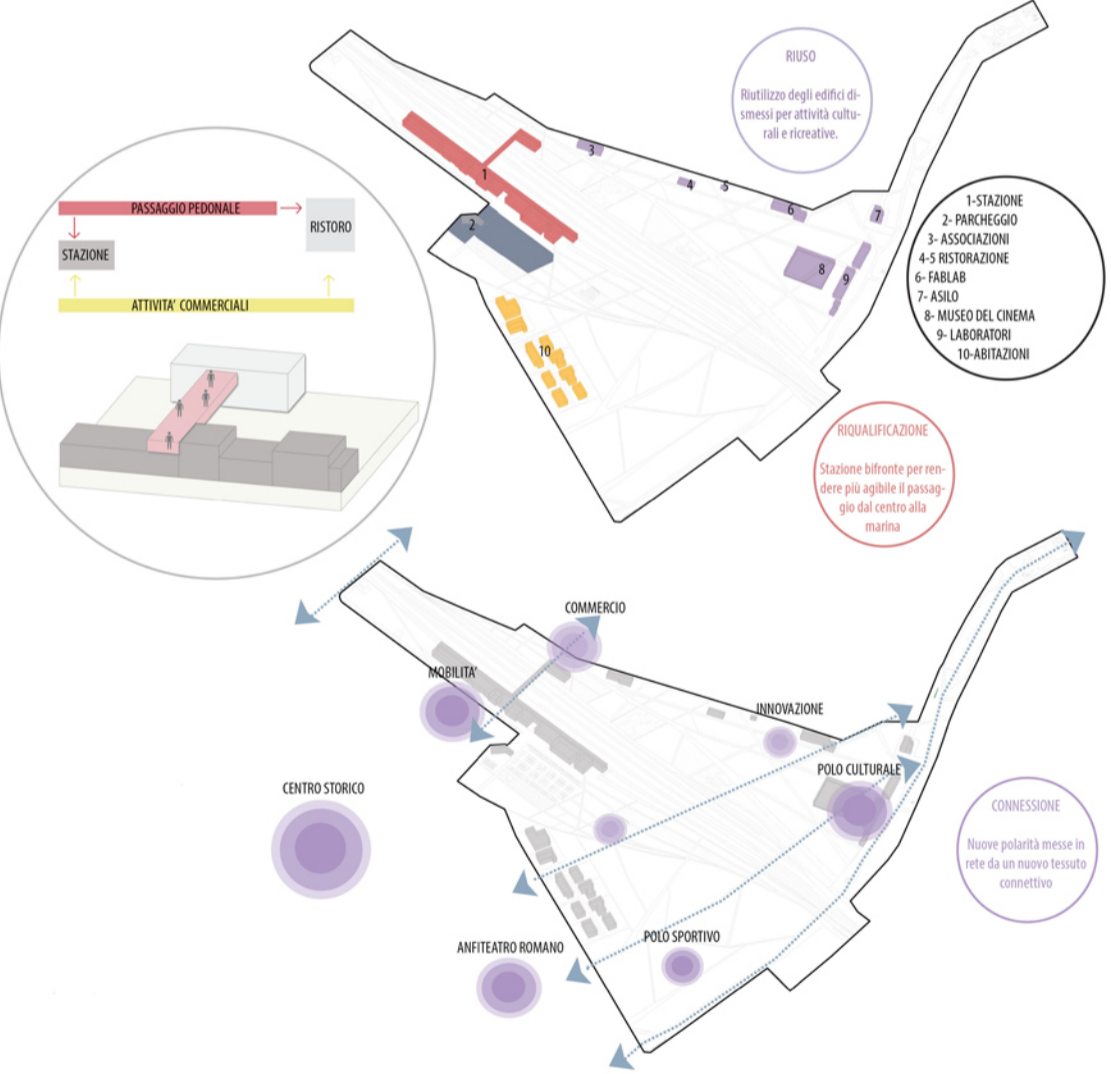 RIUSO
Riutilizzo degli edifici di-
smessi per attività cultu-
rali e ricreative.
PASSAGGIO PEDONALE
RISTORO
STAZIONE
ATTIVITA' COMMERCIALI
1
2
3
4
5
6
7
8
9
10
1-STAZIONE
2- PARCHEGGIO
3- ASSOCIAZIONI
4-5 RISTORAZIONE
6- FABLAB
7- ASILO
8- MUSEO DEL CINEMA
9- LABORATORI
10-ABITAZIONI
RIQUALIFICAZIONE
Stazione bifronte per ren-
dere più agibile il passag-
gio dal centro alla
marina
COMMERCIO
MOBILITA'
INNOVAZIONE
POLO CULTURALE
CENTRO STORICO
CONNESSIONE
Nuove polarità messe in
rete da un nuovo tessuto
connettivo
ANFITEATRO ROMANO
POLO SPORTIVO